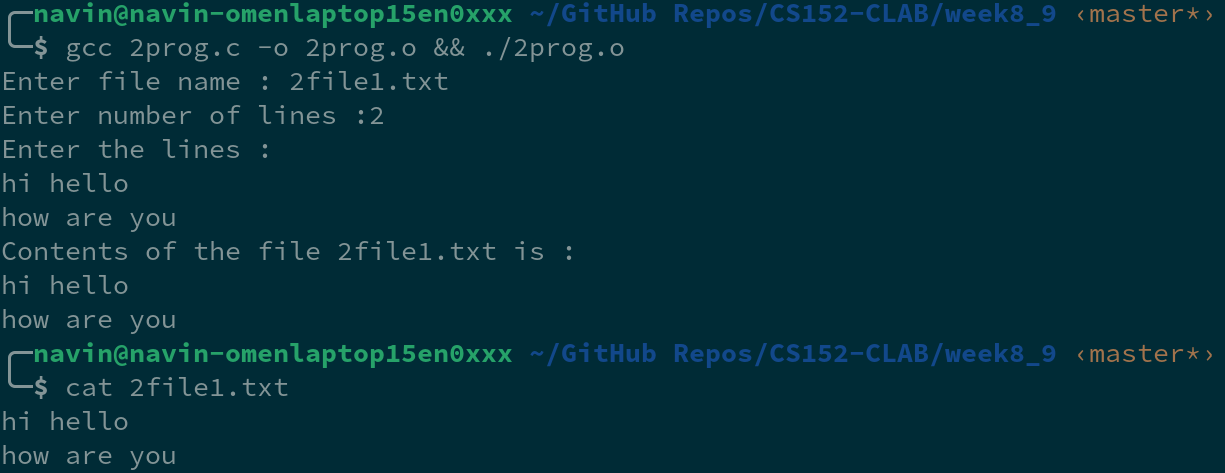 ╭─navin@navin-omenlaptop15en0xxx ~/GitHub Repos/CS152-CLAB/week8_9 ‹master*›
╰─$ gcc 2prog.c -o 2prog.o && ./2prog.o
Enter file name : 2file1.txt
Enter number of lines :2
Enter the lines :
hi hello
how are you
Contents of the file 2file1.txt is :
hi hello
how are you
╭─navin@navin-omenlaptop15en0xxx ~/GitHub Repos/CS152-CLAB/week8_9 ‹master*›
╰─$ cat 2file1.txt
hi hello
how are you